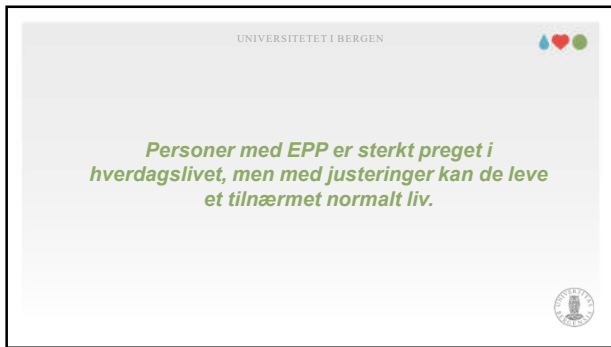 UNIVERSITETET I BERGEN
Personer med EPP er sterkt preget i
hverdagslivet, men med justeringer kan de leve
et tilnærmet normalt liv.